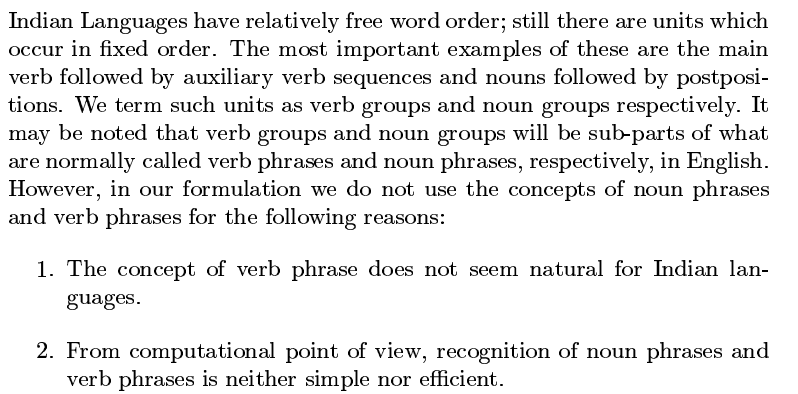 Indian Languages have relatively free word order; still there are units which
occur in fixed order. The most important examples of these are the main
verb followed by auxiliary verb sequences and nouns followed by postposi-
tions. We term such units as verb groups and noun groups respectively. It
may be noted that verb groups and noun groups will be sub-parts of what
are normally called verb phrases and noun phrases, respectively, in English.
However, in our formulation we do not use the concepts of noun phrases
and verb phrases for the following reasons:
1. The concept of verb phrase does not seem natural for Indian lan-
guages.
2. From computational point of view, recognition of noun phrases and
verb phrases is neither simple nor efficient.